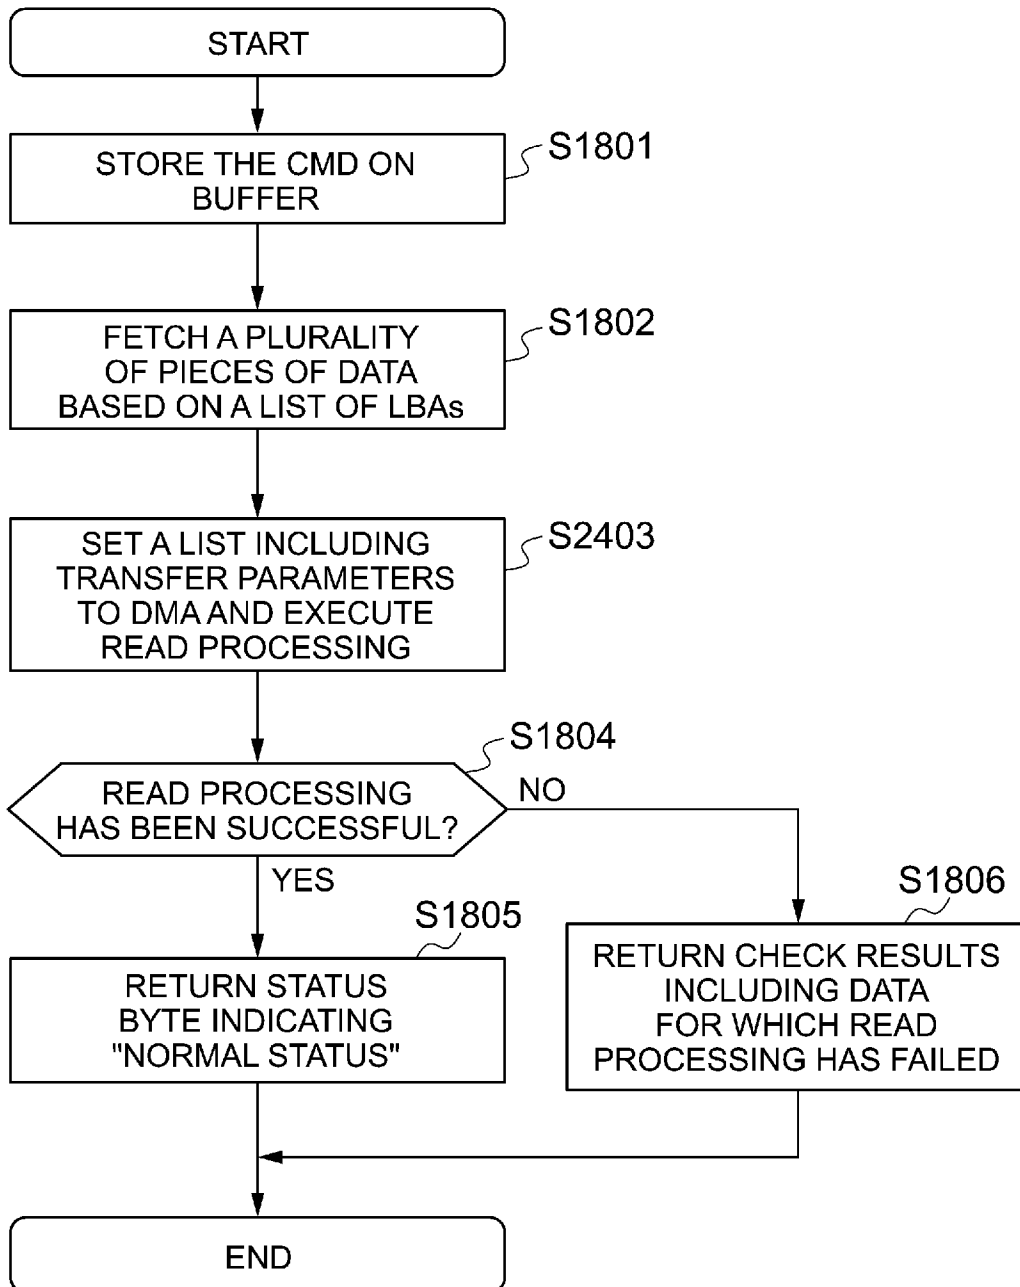 START
STORE THE CMD ON
BUFFER
S1801
FETCH A PLURALITY
OF PIECES OF DATA
BASED ON A LIST OF LBAs
S1802
SET A LIST INCLUDING
TRANSFER PARAMETERS
TO DMA AND EXECUTE
READ PROCESSING
S2403
READ PROCESSING
HAS BEEN SUCCESSFUL?
S1804
NO
YES
S1805
RETURN STATUS
BYTE INDICATING
"NORMAL STATUS"
S1806
RETURN CHECK RESULTS
INCLUDING DATA
FOR WHICH READ
PROCESSING HAS FAILED
END